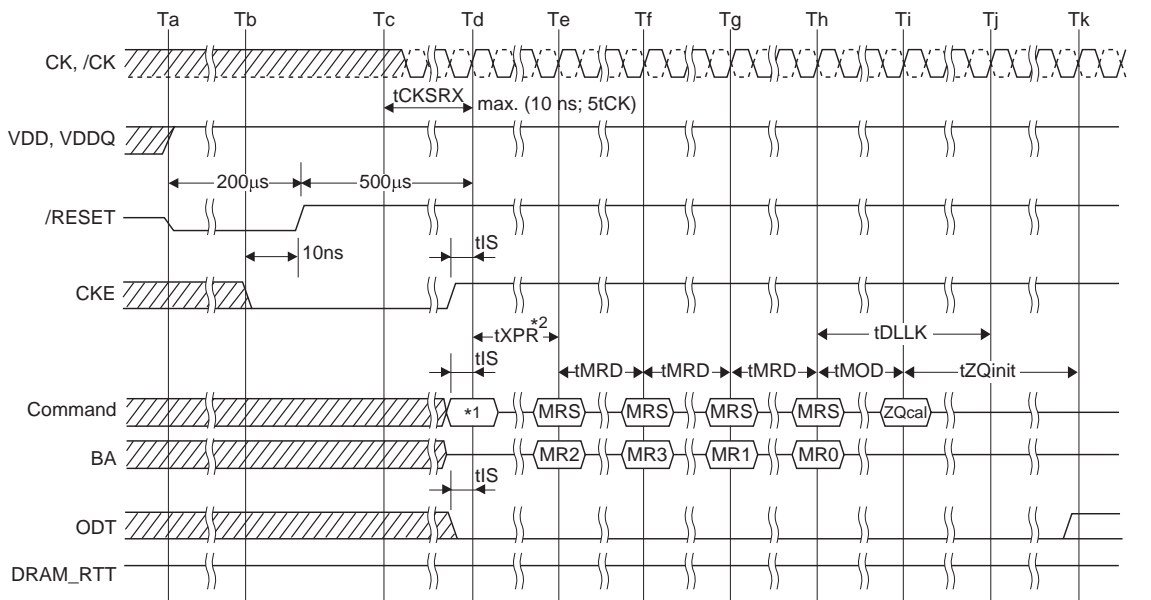 Ta Tb Tc Td Te Tf Tg Th Ti Tj Tk
CK, /CK
tCKSRX max. (10 ns; 5tCK)
VDD, VDDQ
200μs 500μs
/RESET
10ns tIS
CKE
tXPR*2 tDLLK
tIS tMRD tMRD tMRD tMOD tZQinit
Command *1 MRS MRS MRS MRS ZQcal
BA MR2 MR3 MR1 MR0
tIS
ODT
DRAM_RTT